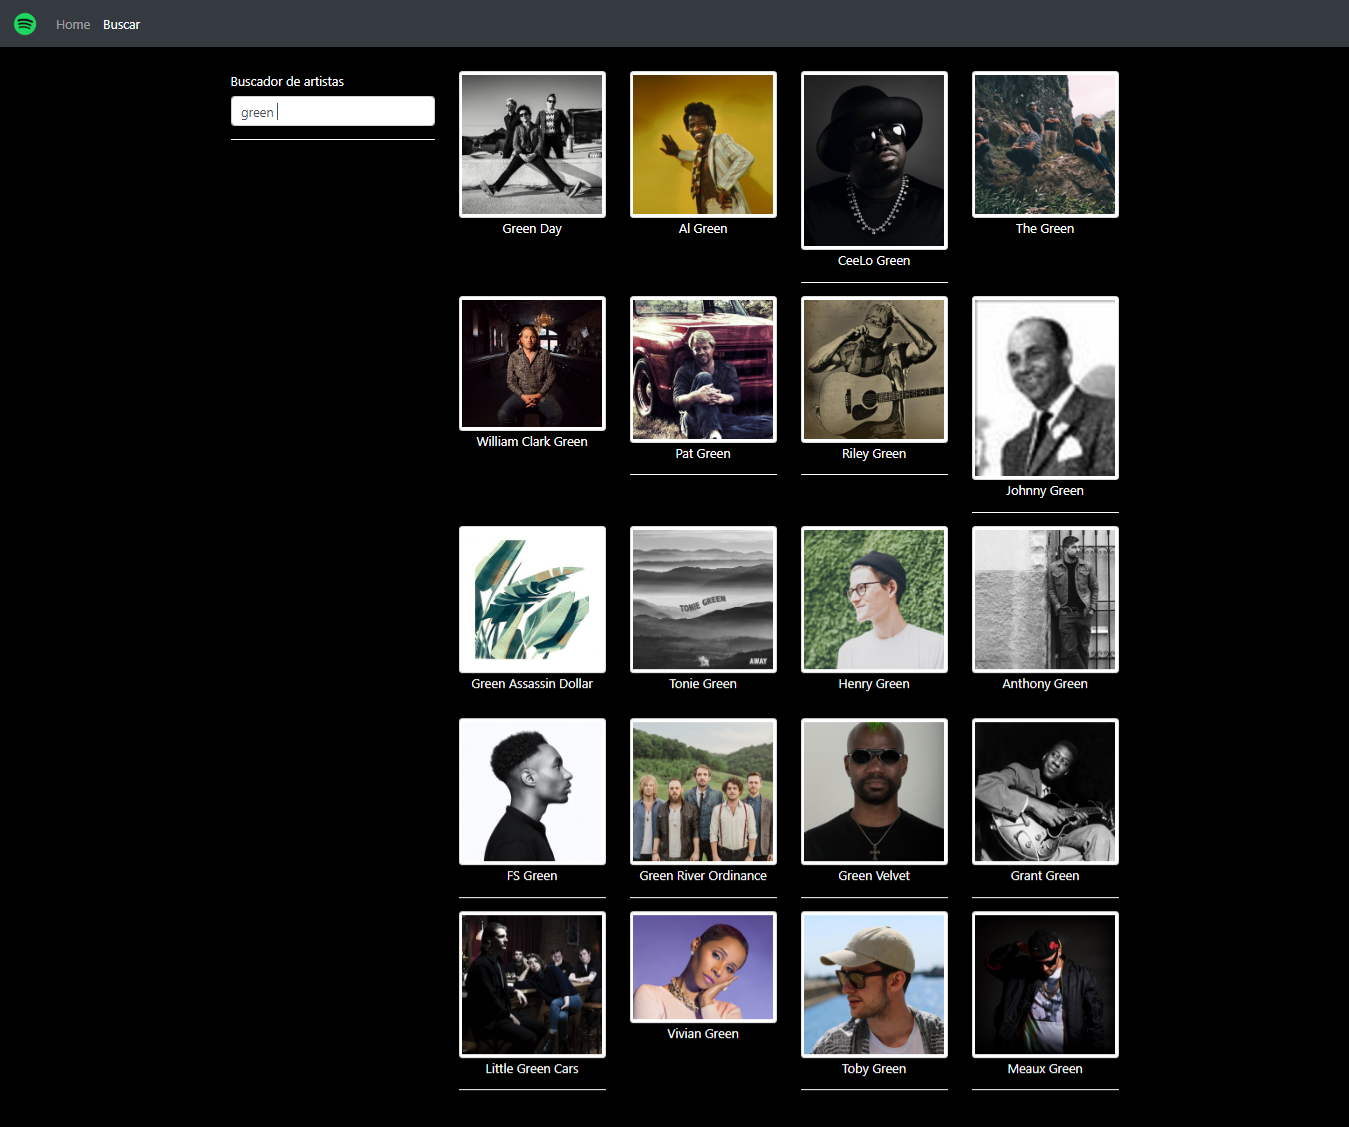 Home Buscar
Buscador de artistas
green
Green Day
Al Green
CeeLo Green
The Green
William Clark Green
Pat Green
Riley Green
Johnny Green
TONIE GREEN
AWAY
Green Assassin Dollar
Tonie Green
Henry Green
Anthony Green
FS Green
Green River Ordinance
Green Velvet
Grant Green
Little Green Cars
Vivian Green
Toby Green
Meaux Green